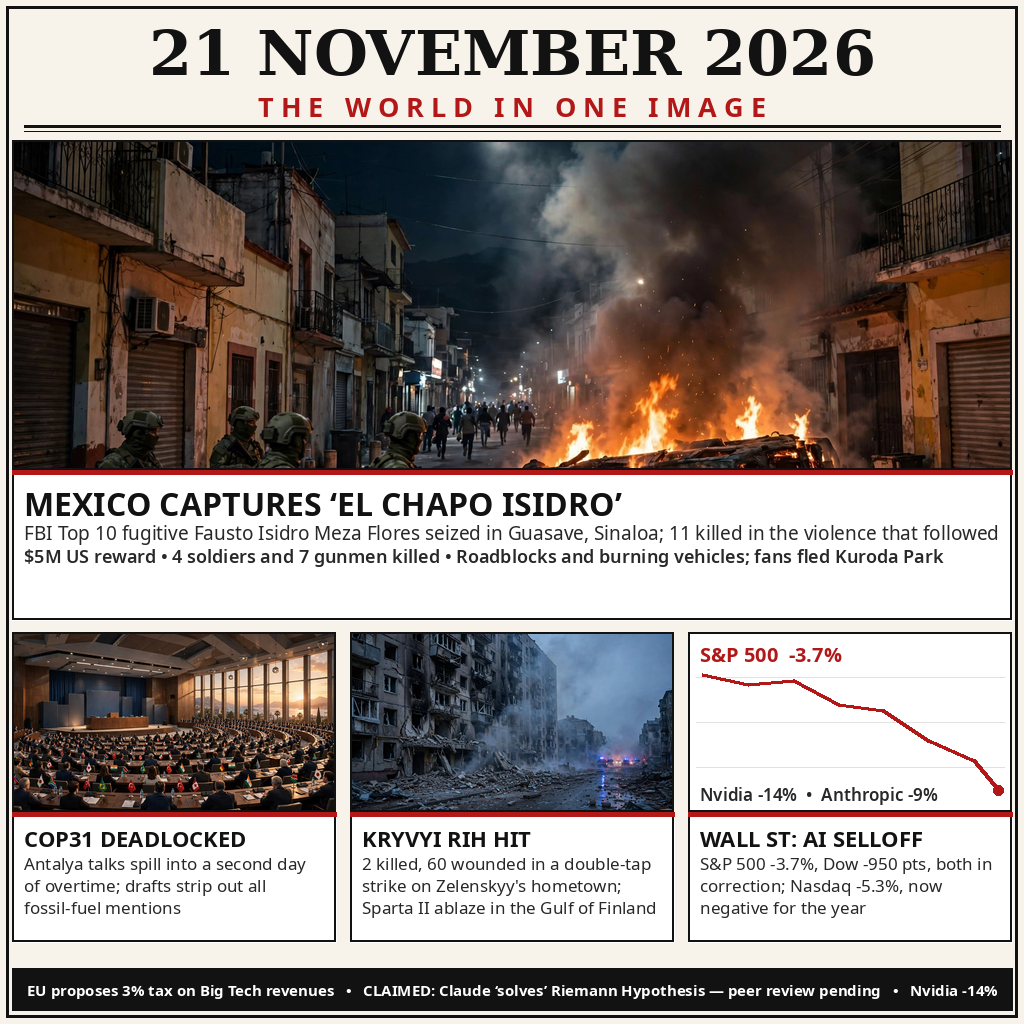 21 NOVEMBER 2026
THE WORLD IN ONE IMAGE
MEXICO CAPTURES ‘EL CHAPO ISIDRO’
FBI Top 10 fugitive Fausto Isidro Meza Flores seized in Guasave, Sinaloa; 11 killed in the violence that followed
$5M US reward • 4 soldiers and 7 gunmen killed • Roadblocks and burning vehicles; fans fled Kuroda Park
COP31 DEADLOCKED
Antalya talks spill into a second day
of overtime; drafts strip out all
fossil-fuel mentions
KRYVYI RIH HIT
2 killed, 60 wounded in a double-tap
strike on Zelenskyy's hometown;
Sparta II ablaze in the Gulf of Finland
S&P 500 -3.7%
Nvidia -14% • Anthropic -9%
WALL ST: AI SELLOFF
S&P 500 -3.7%, Dow -950 pts, both in
correction; Nasdaq -5.3%, now
negative for the year
EU proposes 3% tax on Big Tech revenues • CLAIMED: Claude ‘solves’ Riemann Hypothesis — peer review pending • Nvidia -14%